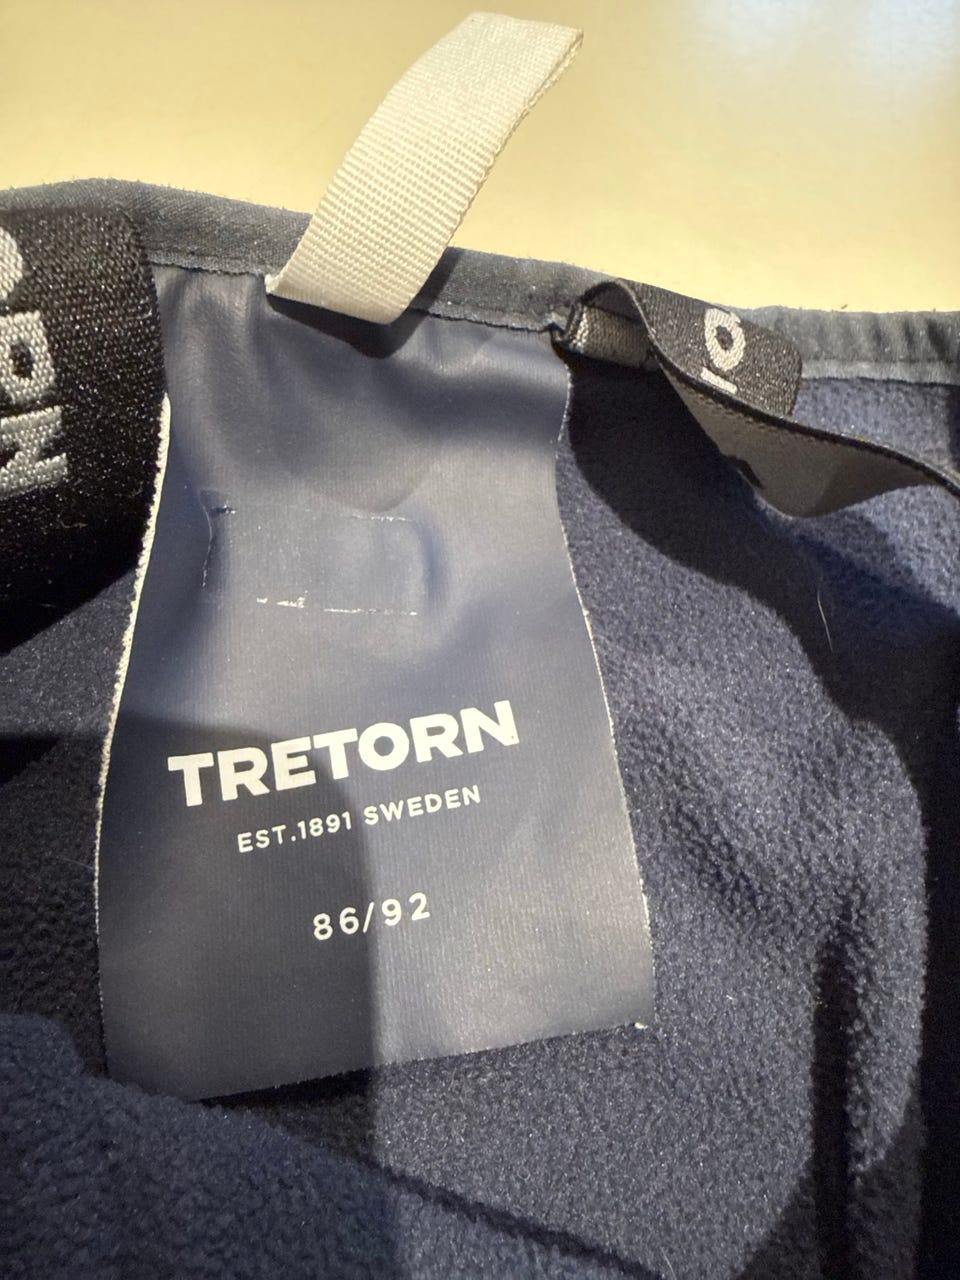 TRETORN
EST.1891 SWEDEN
86/92